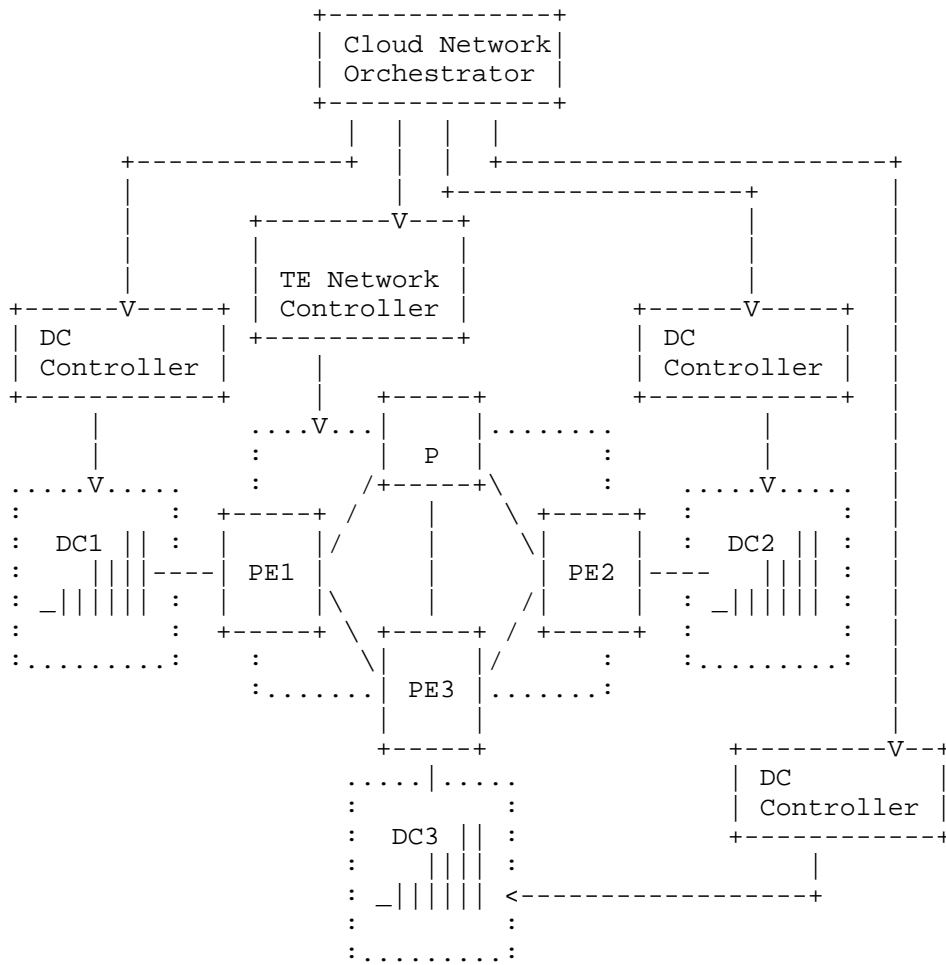 Cloud Network
Orchestrator
TE Network
Controller
DC
Controller
DC
Controller
P
DC1
PE1
PE2
DC2
PE3
DC
Controller
DC3